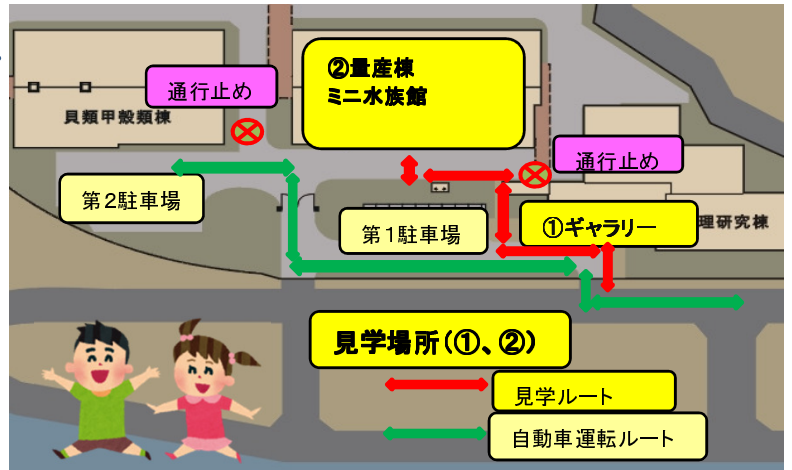 ②量産棟
ミニ水族館
通行止め
貝類甲殻類棟
通行止め
第2駐車場
第1駐車場
①ギャラリー
理研究棟
見学場所(①、②)
見学ルート
自動車運転ルート